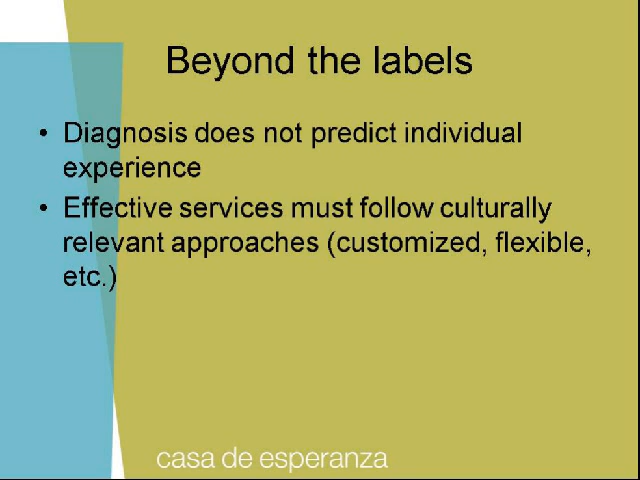 Beyond the labels
• Diagnosis does not predict individual
experience
• Effective services must follow culturally
relevant approaches (customized, flexible,
etc.)
casa de esperanza